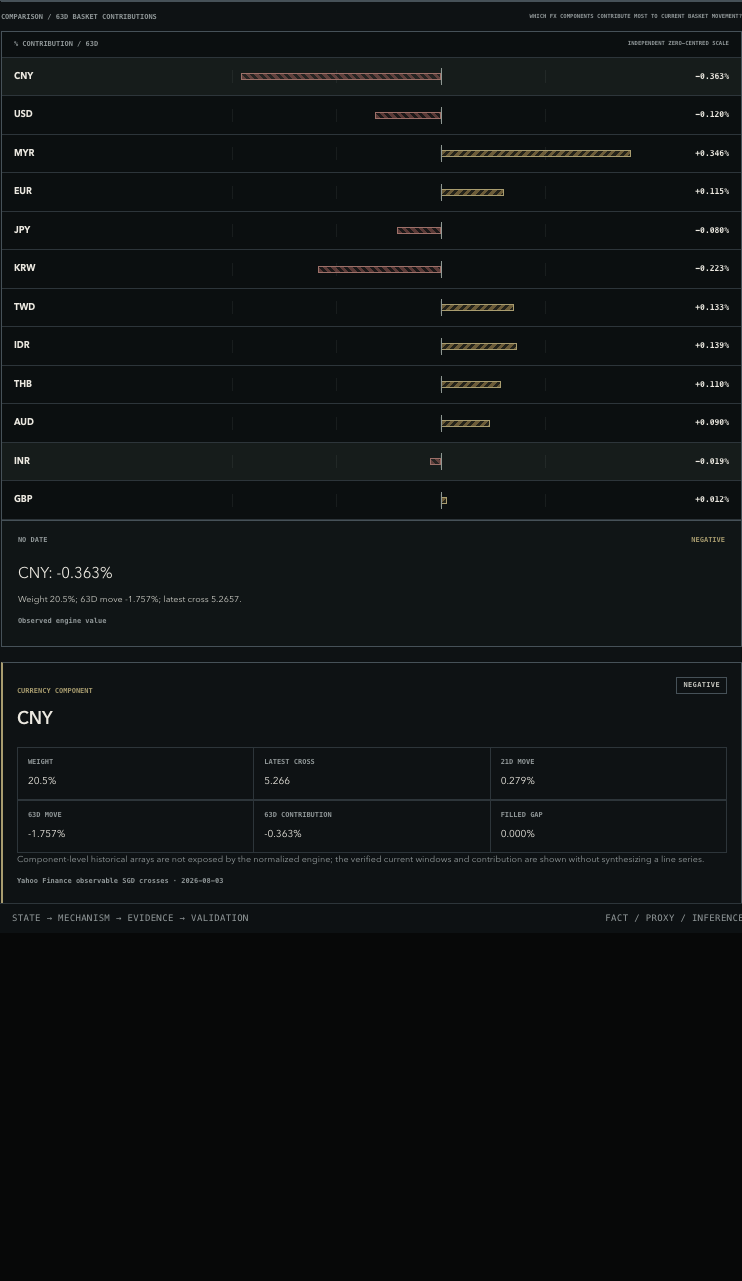 COMPARISON / 63D BASKET CONTRIBUTIONS
WHICH FX COMPONENTS CONTRIBUTE MOST TO CURRENT BASKET MOVEMENT?
% CONTRIBUTION / 63D
INDEPENDENT ZERO-CENTRED SCALE
CNY −0.363%
USD −0.120%
MYR +0.346%
EUR +0.115%
JPY −0.080%
KRW −0.223%
TWD +0.133%
IDR +0.139%
THB +0.110%
AUD +0.090%
INR −0.019%
GBP +0.012%
NO DATE
NEGATIVE
CNY: -0.363%
Weight 20.5%; 63D move -1.757%; latest cross 5.2657.
Observed engine value
CURRENCY COMPONENT
NEGATIVE
CNY
WEIGHT
20.5%
LATEST CROSS
5.266
21D MOVE
0.279%
63D MOVE
-1.757%
63D CONTRIBUTION
-0.363%
FILLED GAP
0.000%
Component-level historical arrays are not exposed by the normalized engine; the verified current windows and contribution are shown without synthesizing a line series.
Yahoo Finance observable SGD crosses · 2026-08-03
STATE → MECHANISM → EVIDENCE → VALIDATION
FACT / PROXY / INFERENCE